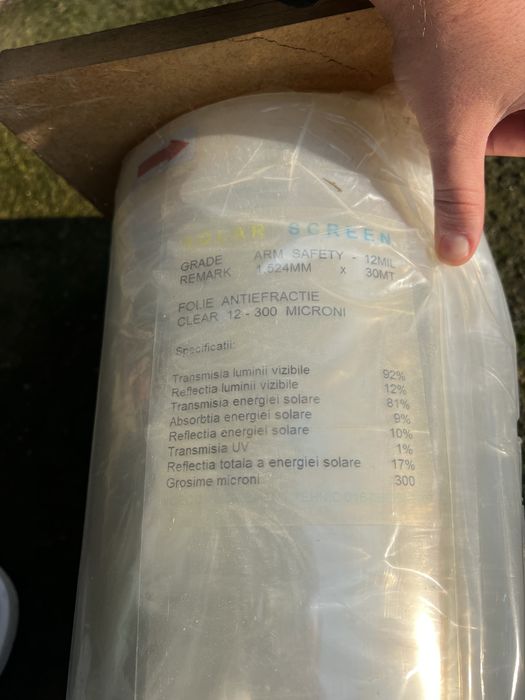 SOLAR SCREEN
GRADE ARM SAFETY - 12MIL
REMARK 1.524MM x 30MT
FOLIE ANTIEFRACTIE
CLEAR 12 - 300 MICRONI
Specificatii:
Transmisia luminii vizibile 92%
Reflectia luminii vizibile 12%
Transmisia energiei solare 81%
Absorbtia energiei solare 9%
Reflectia energiei solare 10%
Transmisia UV 1%
Reflectia totala a energiei solare 17%
Grosime microni 300